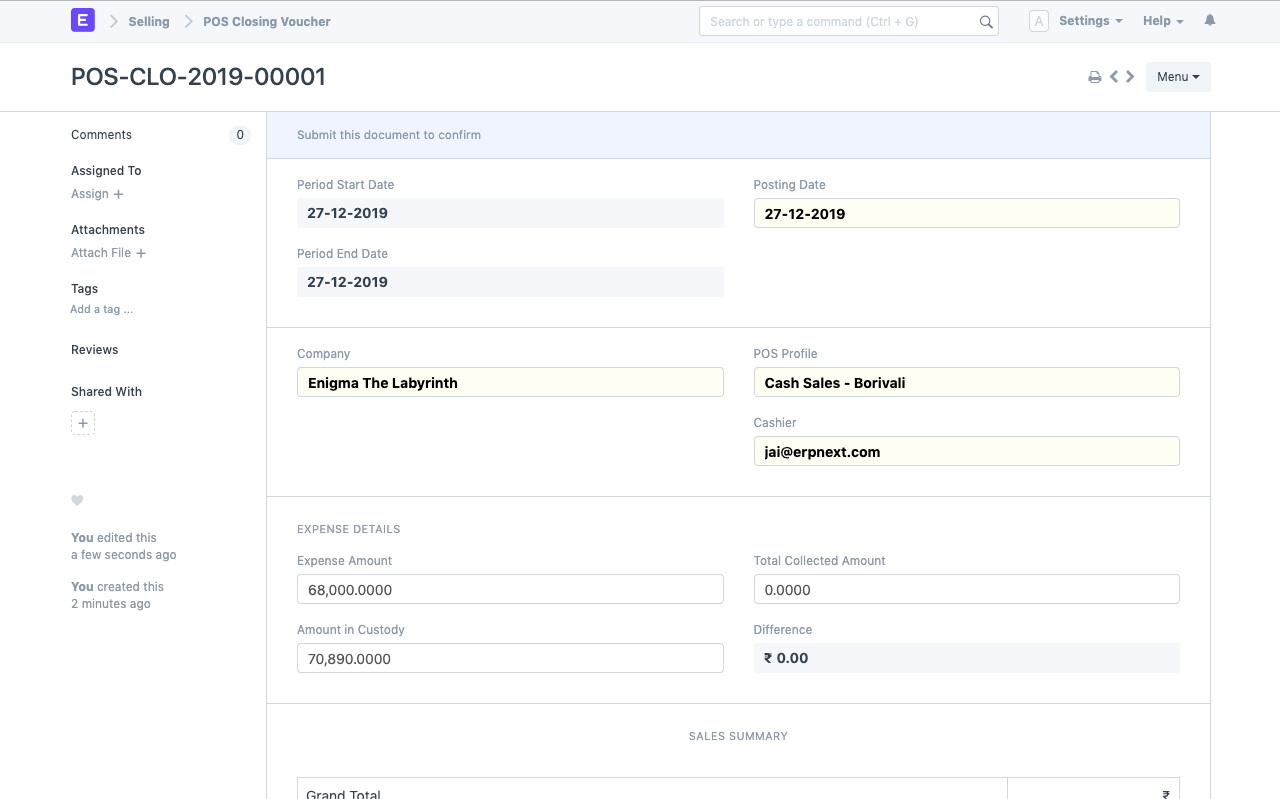 E
Selling
POS Closing Voucher
Search or type a command (Ctrl + G)
A
Settings
Help
POS-CLO-2019-00001
Menu
Comments
0
Assigned To
Assign +
Attachments
Attach File +
Tags
Add a tag ...
Reviews
Shared With
+
You edited this
a few seconds ago
You created this
2 minutes ago
Submit this document to confirm
Period Start Date
27-12-2019
Posting Date
27-12-2019
Period End Date
27-12-2019
Company
Enigma The Labyrinth
POS Profile
Cash Sales - Borivali
Cashier
jai@erpnext.com
EXPENSE DETAILS
Expense Amount
68,000.0000
Total Collected Amount
0.0000
Amount in Custody
70,890.0000
Difference
₹ 0.00
SALES SUMMARY
Grand Total
₹